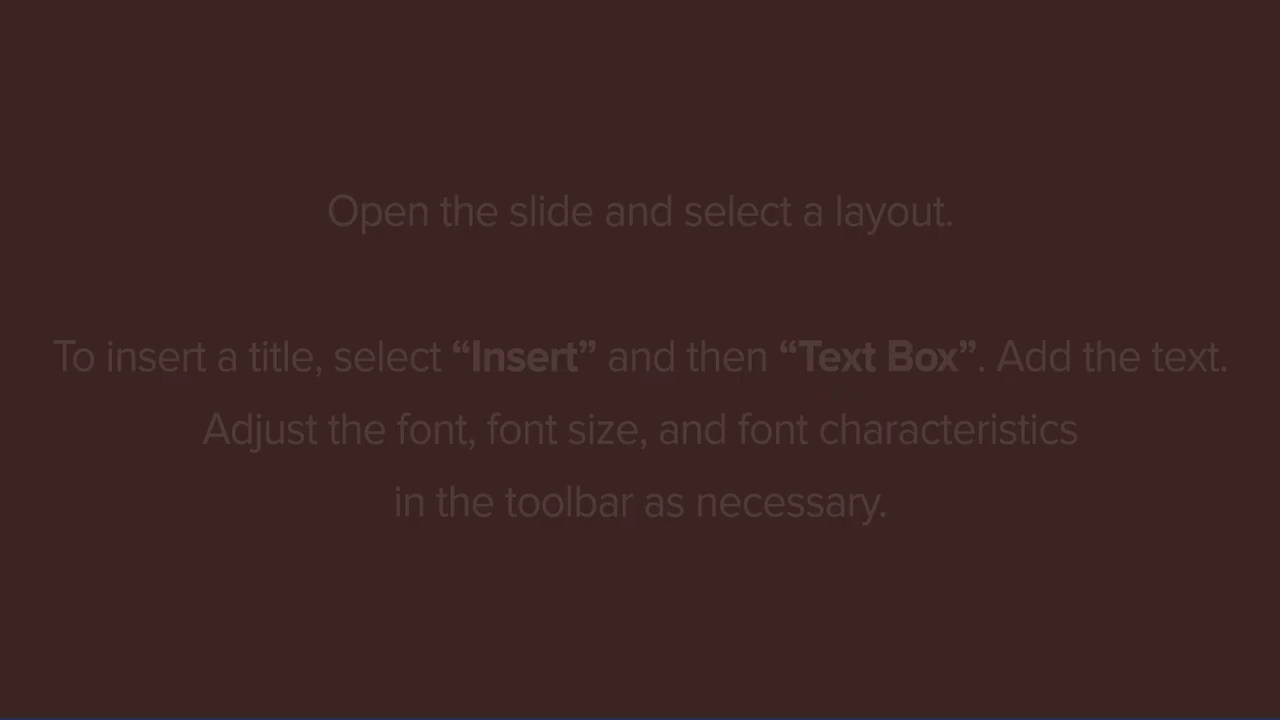 Open the slide and select a layout.
To insert a title, select “Insert” and then “Text Box”. Add the text.
Adjust the font, font size, and font characteristics
in the toolbar as necessary.